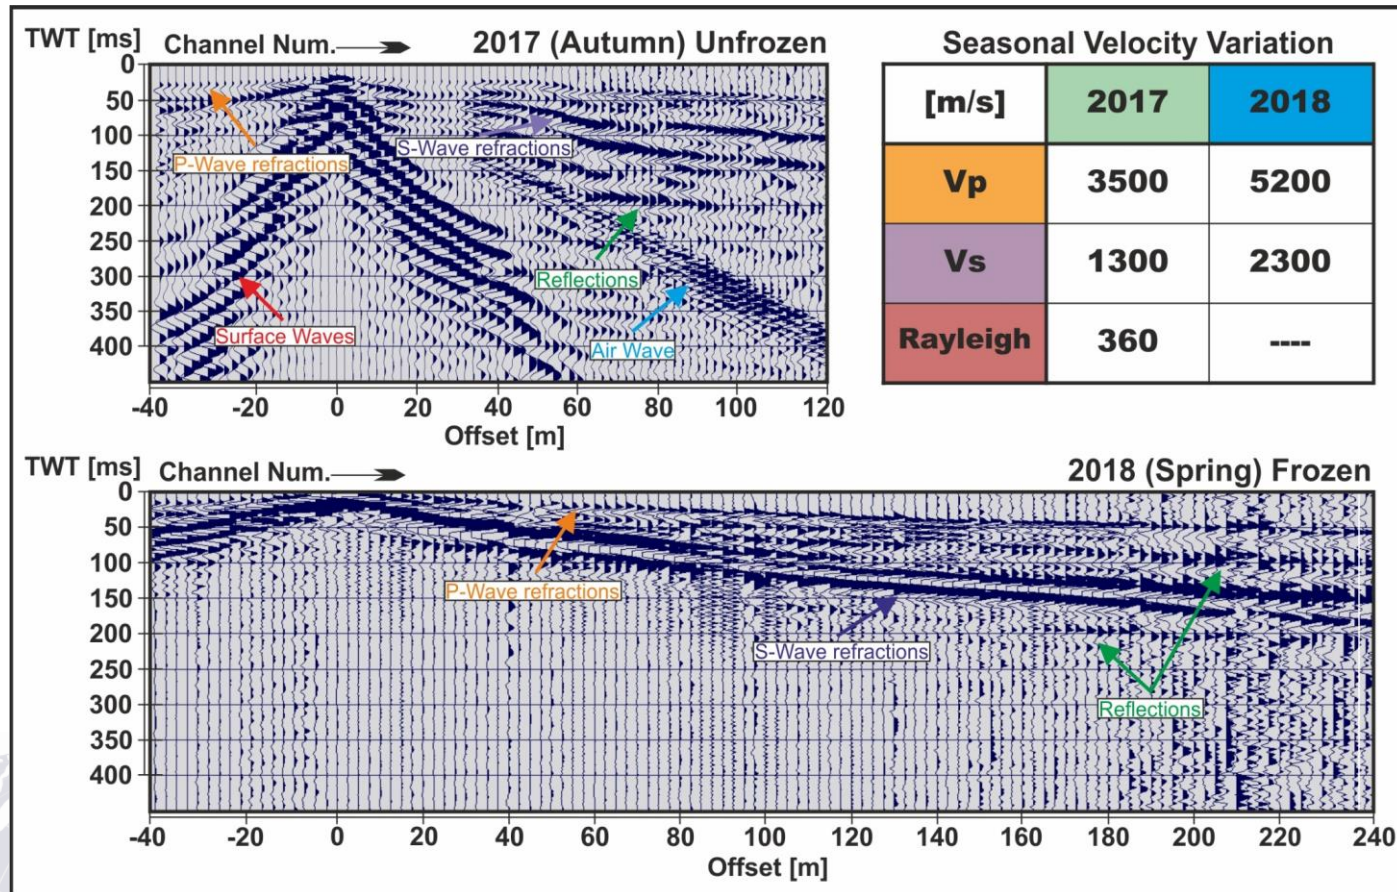 TWT [ms] Channel Num. 2017 (Autumn) Unfrozen
0
50
100
150
200
250
300
350
400
P-Wave refractions
S-Wave refractions
Reflections
Surface Waves
Air Wave
-40 -20 0 20 40 60 80 100 120
Offset [m]
Seasonal Velocity Variation
[m/s] 2017 2018
Vp 3500 5200
Vs 1300 2300
Rayleigh 360 ----
TWT [ms] Channel Num. 2018 (Spring) Frozen
0
50
100
150
200
250
300
350
400
P-Wave refractions
S-Wave refractions
Reflections
-40 -20 0 20 40 60 80 100 120 140 160 180 200 220 240
Offset [m]